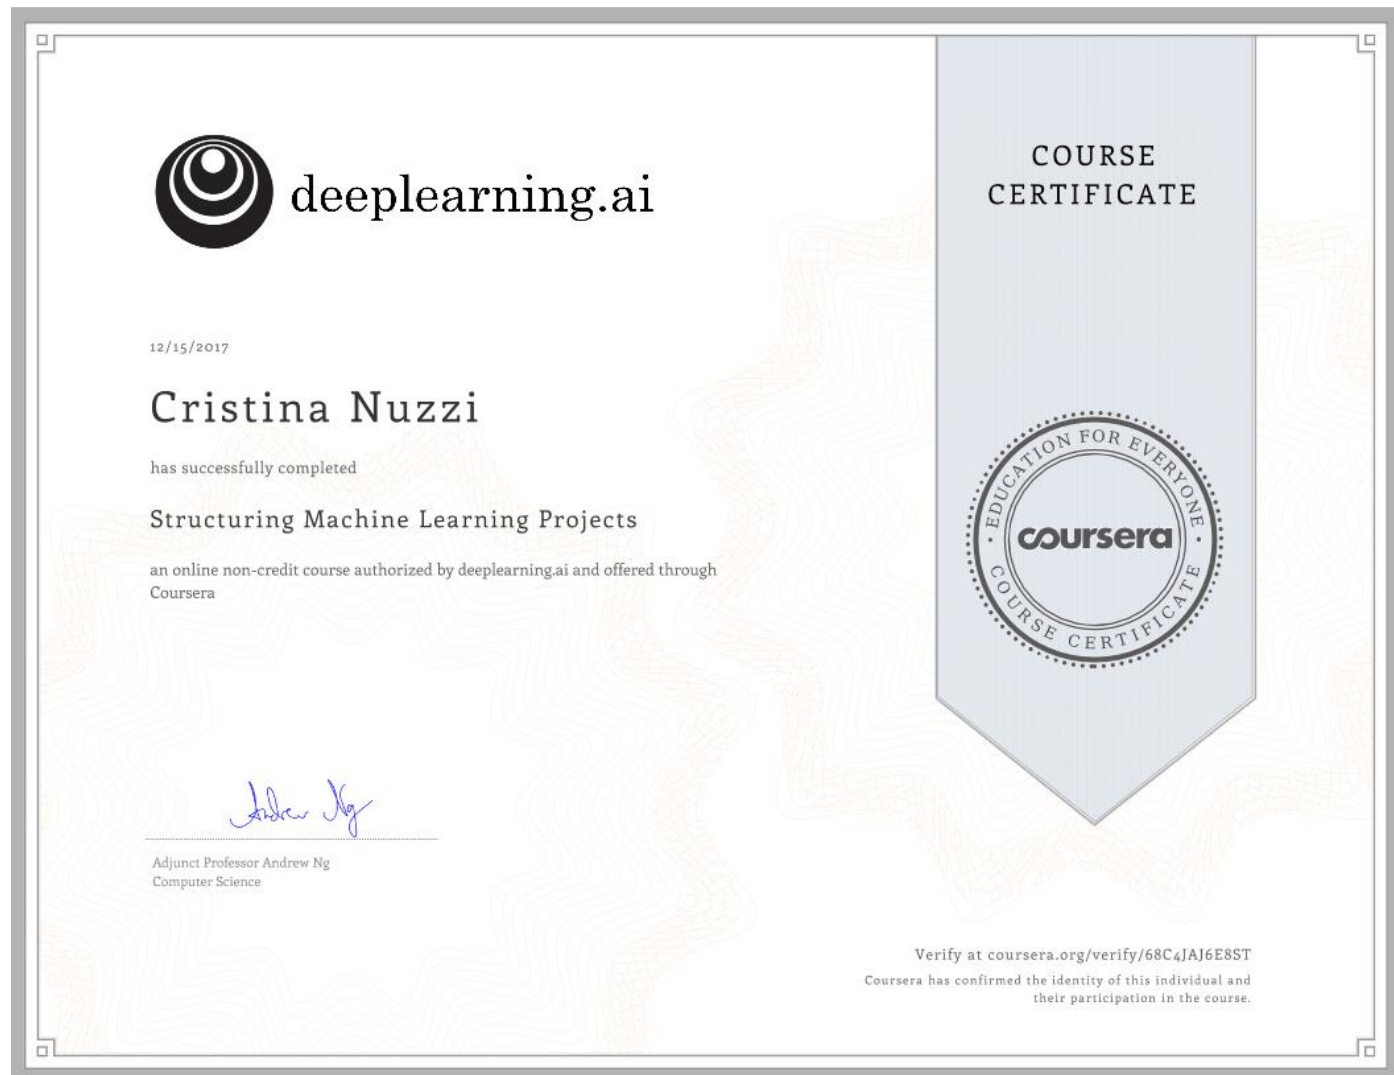 deeplearning.ai
COURSE
CERTIFICATE
12/15/2017
Cristina Nuzzi
has successfully completed
Structuring Machine Learning Projects
an online non-credit course authorized by deeplearning.ai and offered through
Coursera
EDUCATION FOR EVERYONE
coursera
COURSE CERTIFICATE
Andrew Ng
Adjunct Professor Andrew Ng
Computer Science
Verify at coursera.org/verify/68C4JAJ6E8ST
Coursera has confirmed the identity of this individual and
their participation in the course.